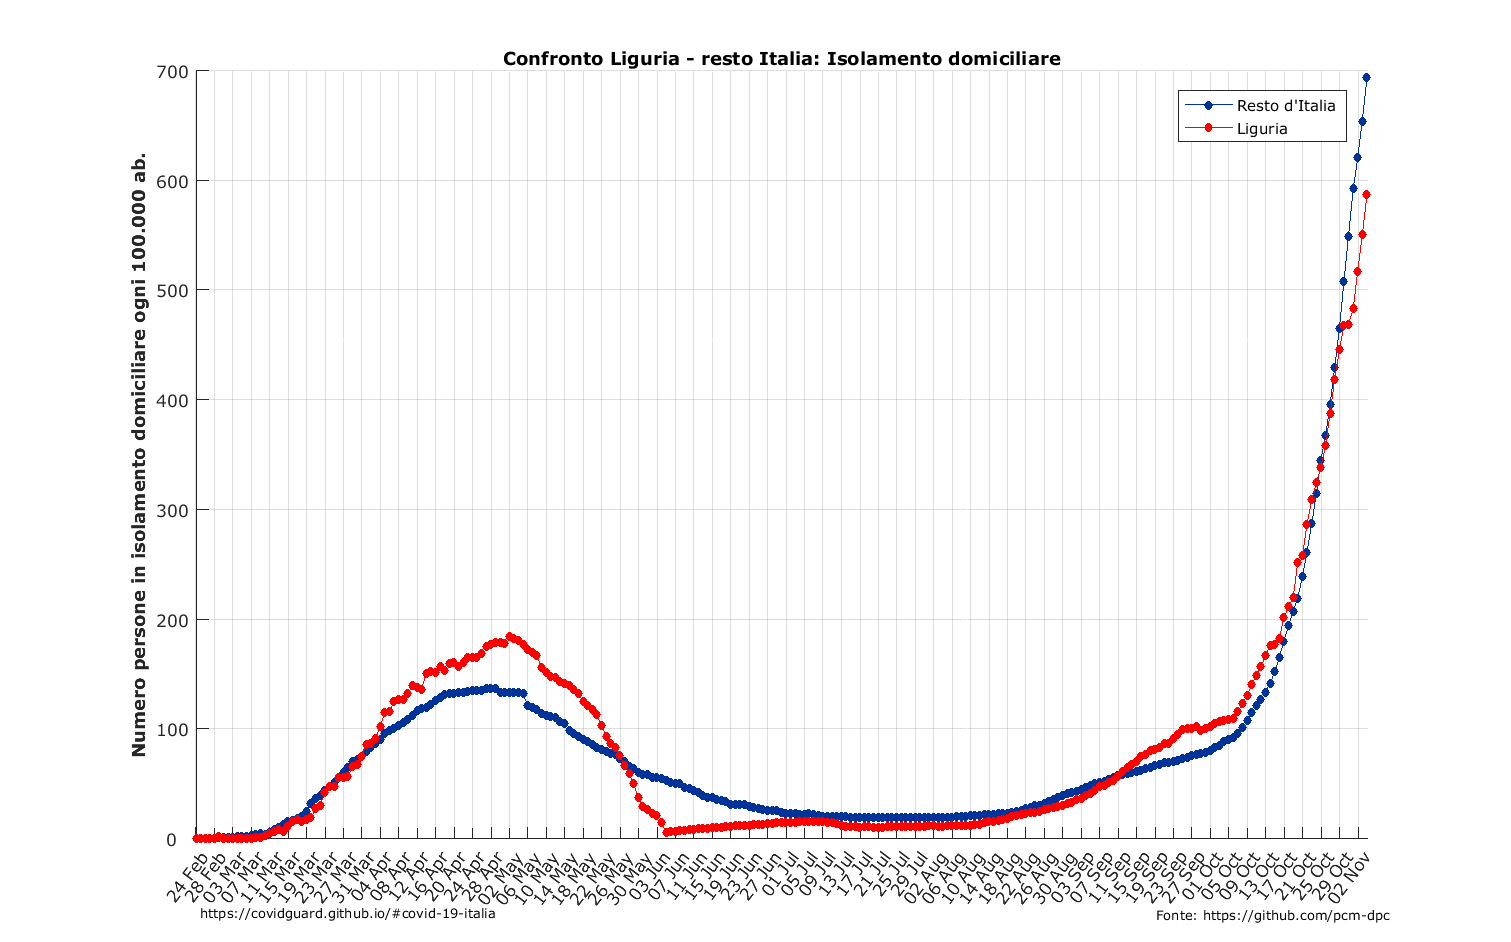 Confronto Liguria - resto Italia: Isolamento domiciliare
Numero persone in isolamento domiciliare ogni 100.000 ab.
700
600
500
400
300
200
100
0
Resto d'Italia
Liguria
24 Feb
28 Feb
03 Mar
07 Mar
11 Mar
15 Mar
19 Mar
23 Mar
27 Mar
31 Mar
04 Apr
08 Apr
12 Apr
16 Apr
20 Apr
24 Apr
28 Apr
02 May
06 May
10 May
14 May
18 May
22 May
26 May
30 May
03 Jun
07 Jun
11 Jun
15 Jun
19 Jun
23 Jun
27 Jun
01 Jul
05 Jul
09 Jul
13 Jul
17 Jul
21 Jul
25 Jul
29 Jul
02 Aug
06 Aug
10 Aug
14 Aug
18 Aug
22 Aug
26 Aug
30 Aug
03 Sep
07 Sep
11 Sep
15 Sep
19 Sep
23 Sep
27 Sep
01 Oct
05 Oct
09 Oct
13 Oct
17 Oct
21 Oct
25 Oct
29 Oct
02 Nov
https://covidguard.github.io/#covid-19-italia
Fonte: https://github.com/pcm-dpc